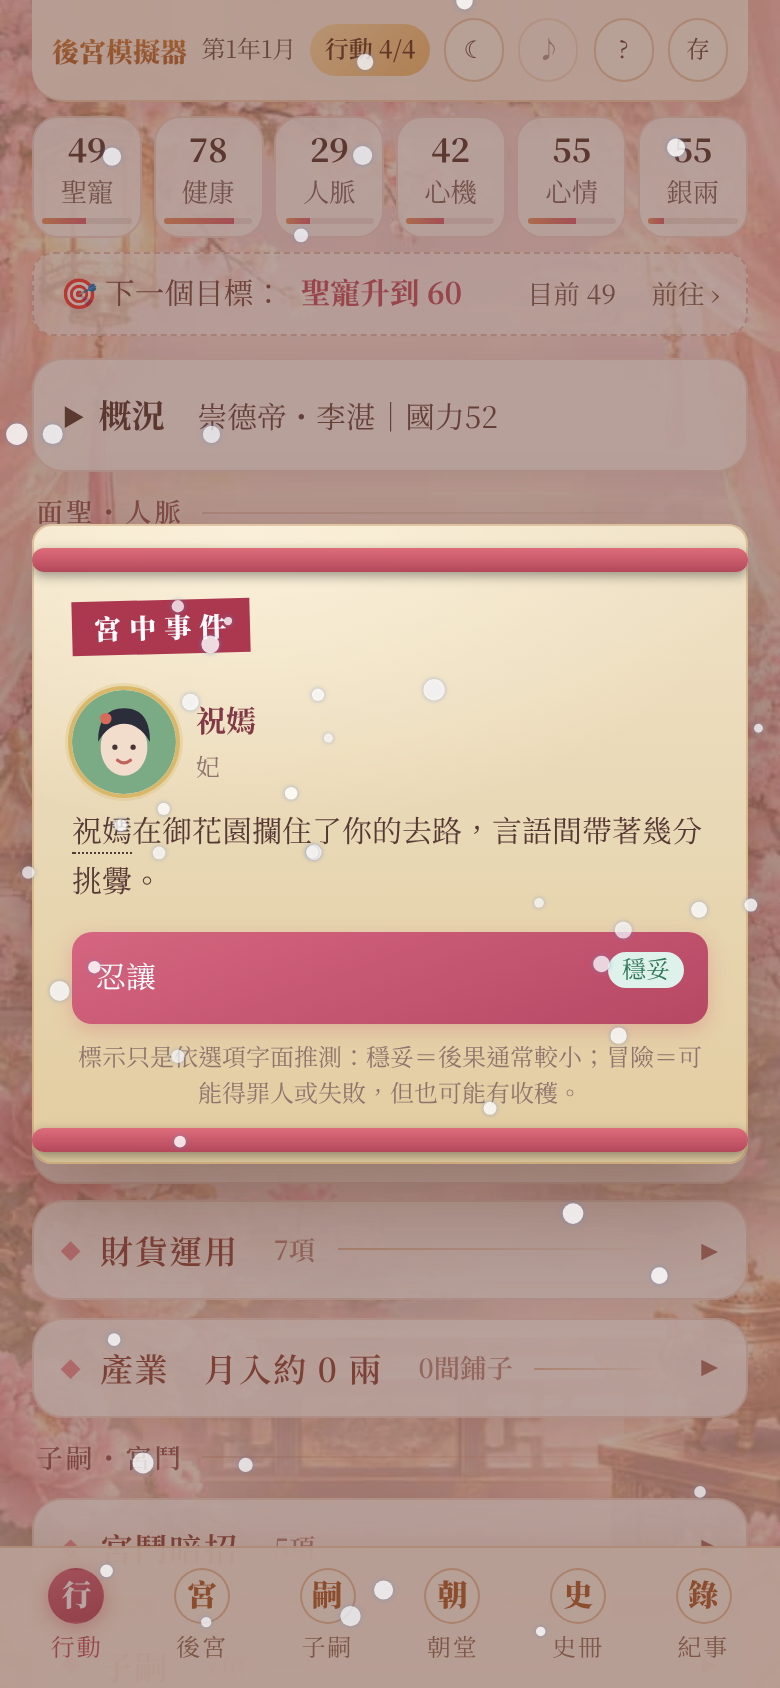 後宮模擬器 第1年1月 行動 4/4 ☾ ♪ ? 存
49 78 29 42 55 55
聖寵 健康 人脈 心機 心情 銀兩
🎯 下一個目標： 聖寵升到 60 目前 49 前往 ›
▶ 概況 崇德帝・李湛｜國力52
面聖・人脈
宮中事件
祝嫣
妃
祝嫣在御花園攔住了你的去路，言語間帶著幾分
挑釁。
忍讓 穩妥
標示只是依選項字面推測：穩妥＝後果通常較小；冒險＝可
能得罪人或失敗，但也可能有收穫。
◆ 財貨運用 7項 ▶
◆ 產業 月入約 0 兩 0間鋪子 ▶
子嗣・宮鬥
◆ 宮鬥暗招 5項 ▶
行 宮 嗣 朝 史 錄
行動 後宮 子嗣 朝堂 史冊 紀事